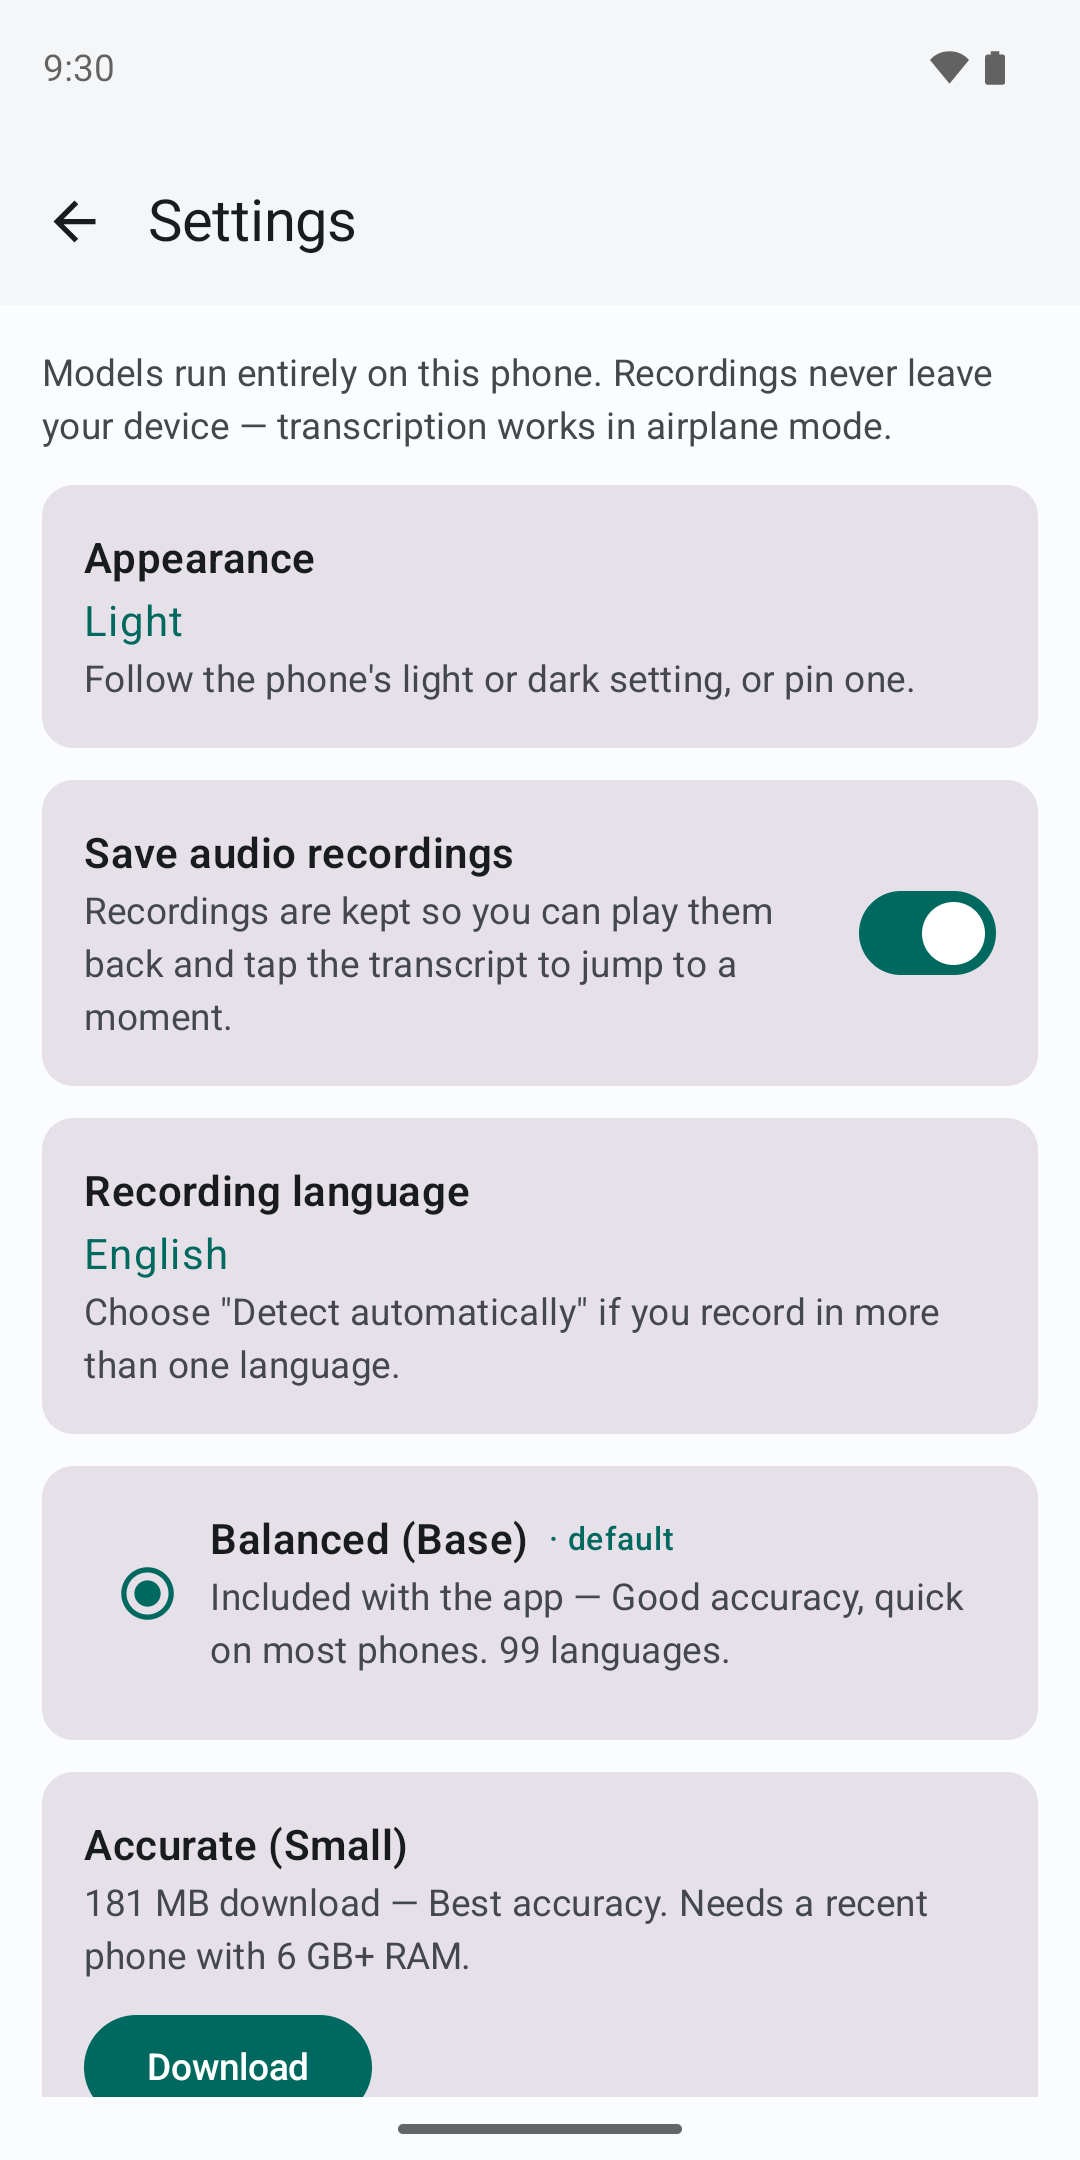 9:30
Settings
Models run entirely on this phone. Recordings never leave
your device — transcription works in airplane mode.
Appearance
Light
Follow the phone's light or dark setting, or pin one.
Save audio recordings
Recordings are kept so you can play them
back and tap the transcript to jump to a
moment.
Recording language
English
Choose "Detect automatically" if you record in more
than one language.
Balanced (Base) · default
Included with the app — Good accuracy, quick
on most phones. 99 languages.
Accurate (Small)
181 MB download — Best accuracy. Needs a recent
phone with 6 GB+ RAM.
Download